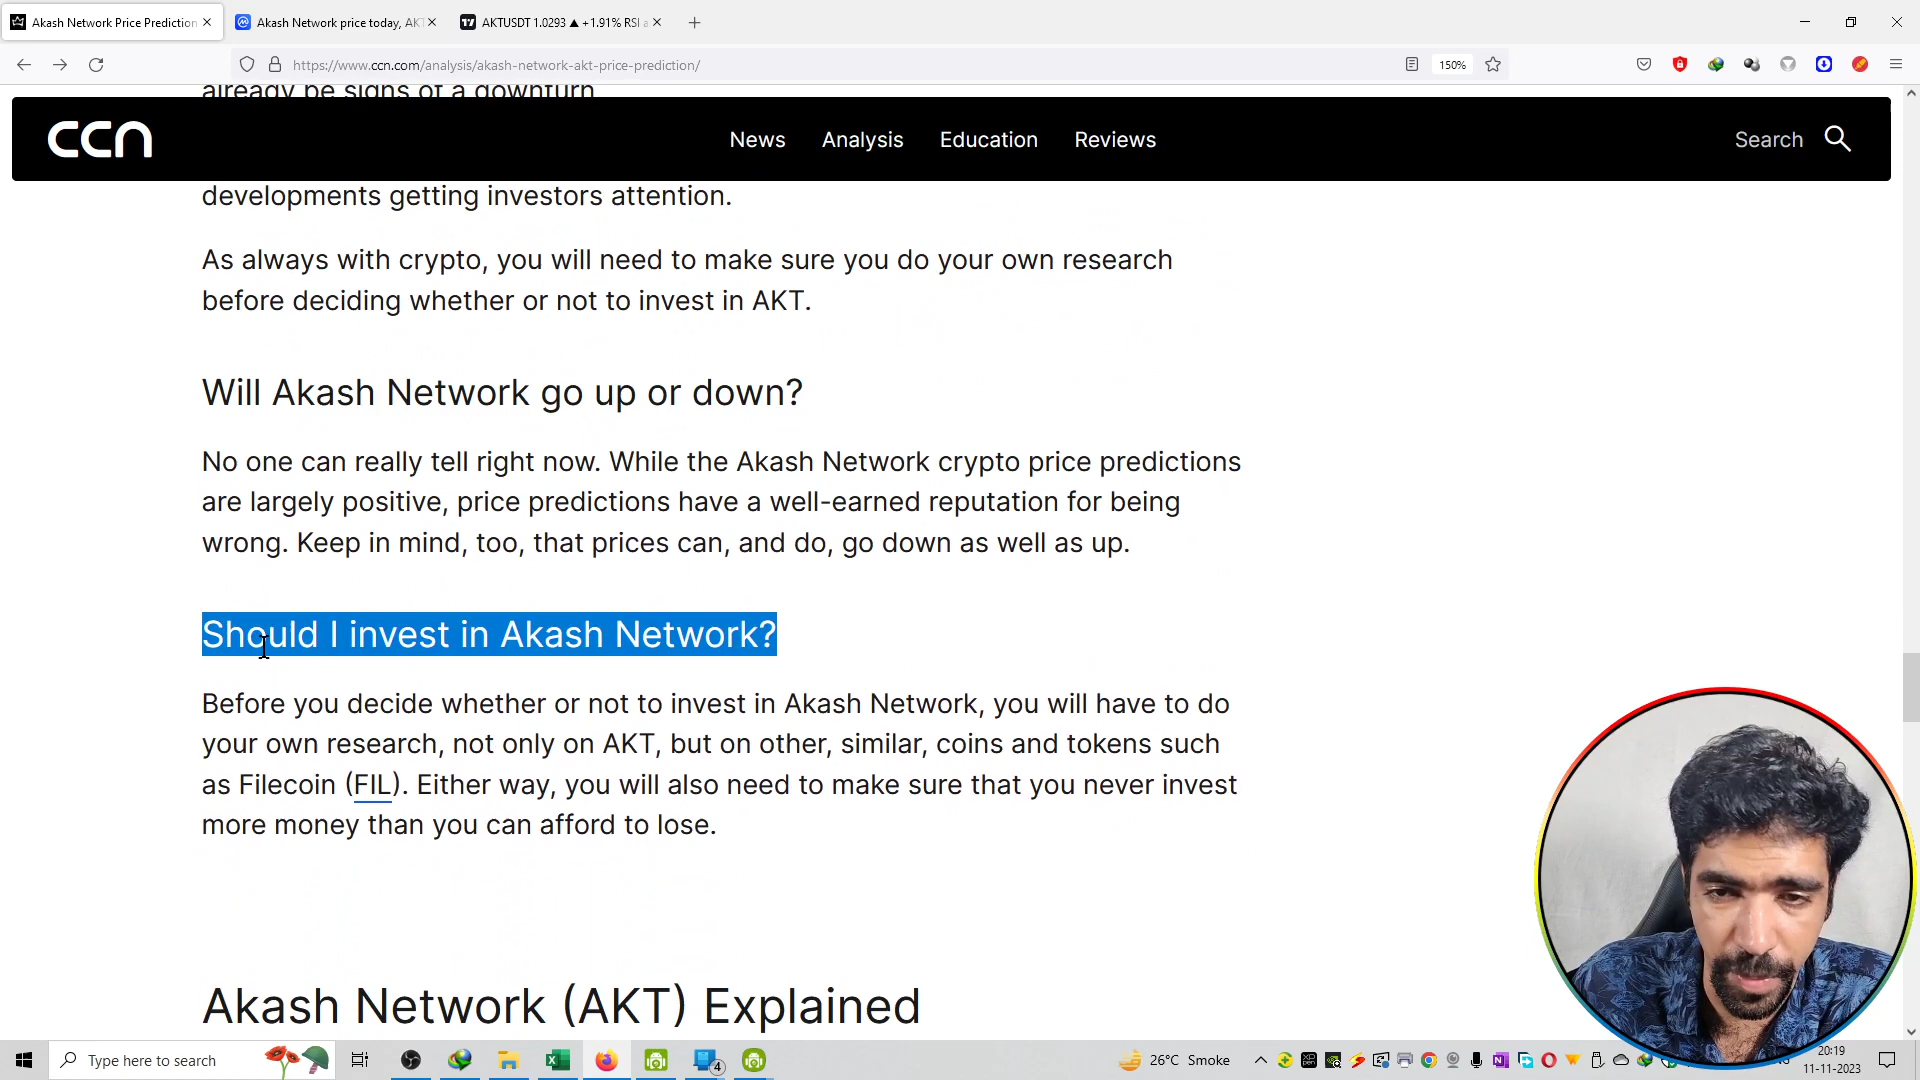 Akash Network Price Prediction
Akash Network price today, AKT
AKTUSDT 1.0293 ▲ +1.91% RSI
https://www.ccn.com/analysis/akash-network-akt-price-prediction/
150%
already be signs of a downturn
ccn
News
Analysis
Education
Reviews
Search
developments getting investors attention.
As always with crypto, you will need to make sure you do your own research
before deciding whether or not to invest in AKT.
Will Akash Network go up or down?
No one can really tell right now. While the Akash Network crypto price predictions
are largely positive, price predictions have a well-earned reputation for being
wrong. Keep in mind, too, that prices can, and do, go down as well as up.
Should I invest in Akash Network?
Before you decide whether or not to invest in Akash Network, you will have to do
your own research, not only on AKT, but on other, similar, coins and tokens such
as Filecoin (FIL). Either way, you will also need to make sure that you never invest
more money than you can afford to lose.
Akash Network (AKT) Explained
Type here to search
4
26°C Smoke
20:19
11-11-2023